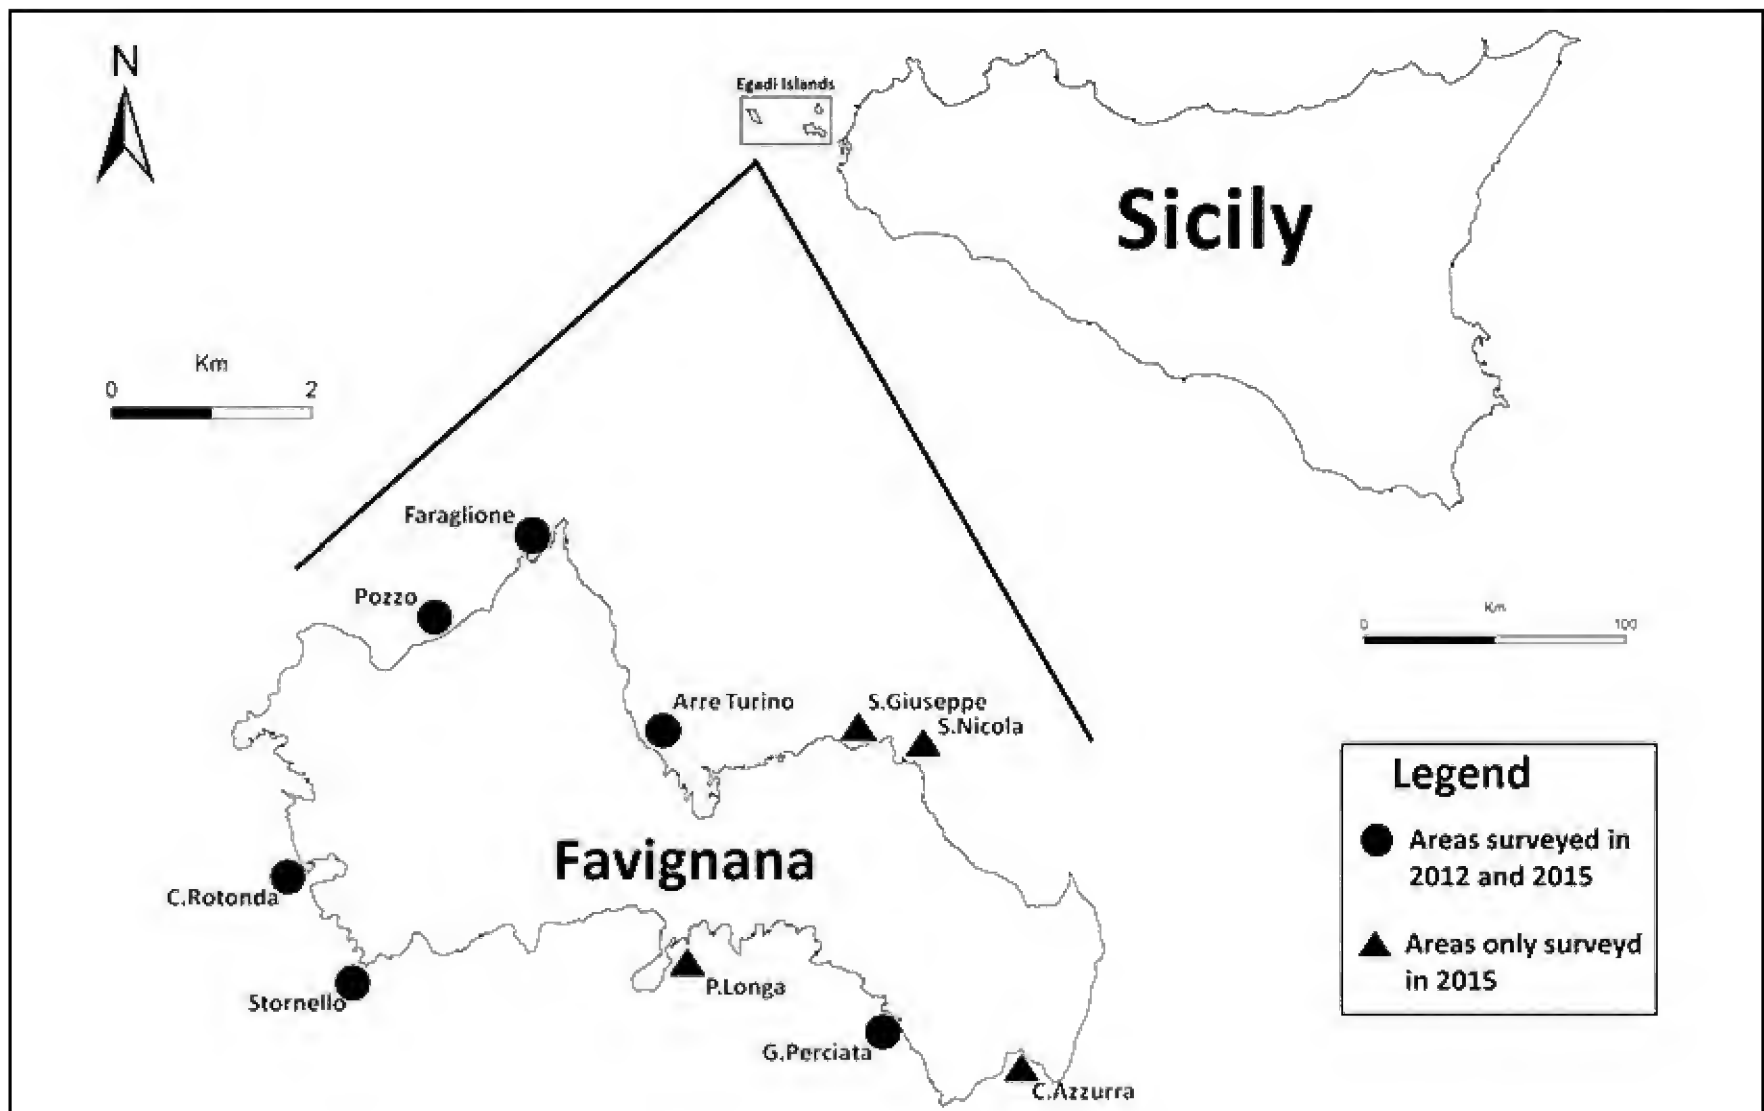 N
Egadi Islands
Sicily
Km
0 2
Faraglione
Pozzo
Km
0 100
Arre Turino
S.Giuseppe
S.Nicola
Legend
Areas surveyed in
2012 and 2015
Areas only surveyd
in 2015
Favignana
C.Rotonda
Stornello
P.Longa
G.Perciata
C.Azzurra